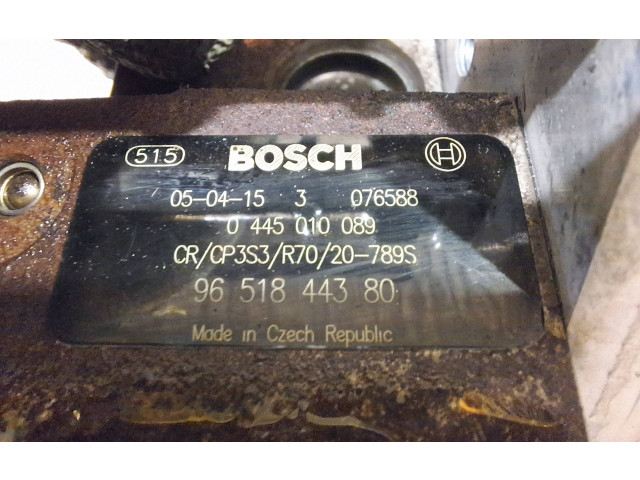 515 BOSCH
05-04-15 3 076588
0 445 010 089
CR/CP3S3/R70/20-789S
96 518 443 80
Made in Czech Republic